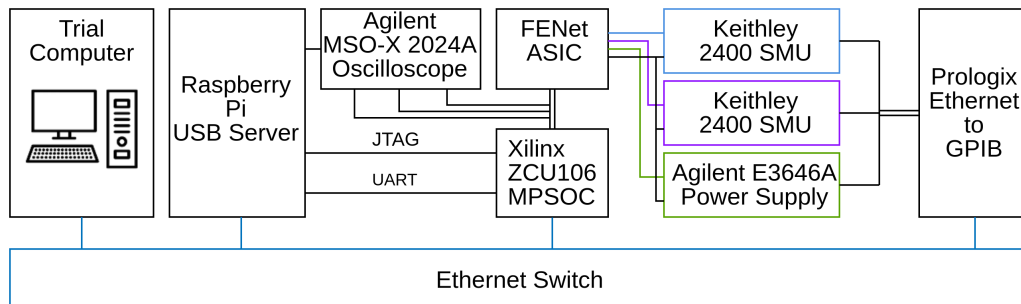 Trial
Computer
Raspberry
Pi
USB Server
Agilent
MSO-X 2024A
Oscilloscope
JTAG
UART
FENet
ASIC
Xilinx
ZCU106
MPSOC
Keithley
2400 SMU
Keithley
2400 SMU
Agilent E3646A
Power Supply
Prologix
Ethernet
to
GPIB
Ethernet Switch